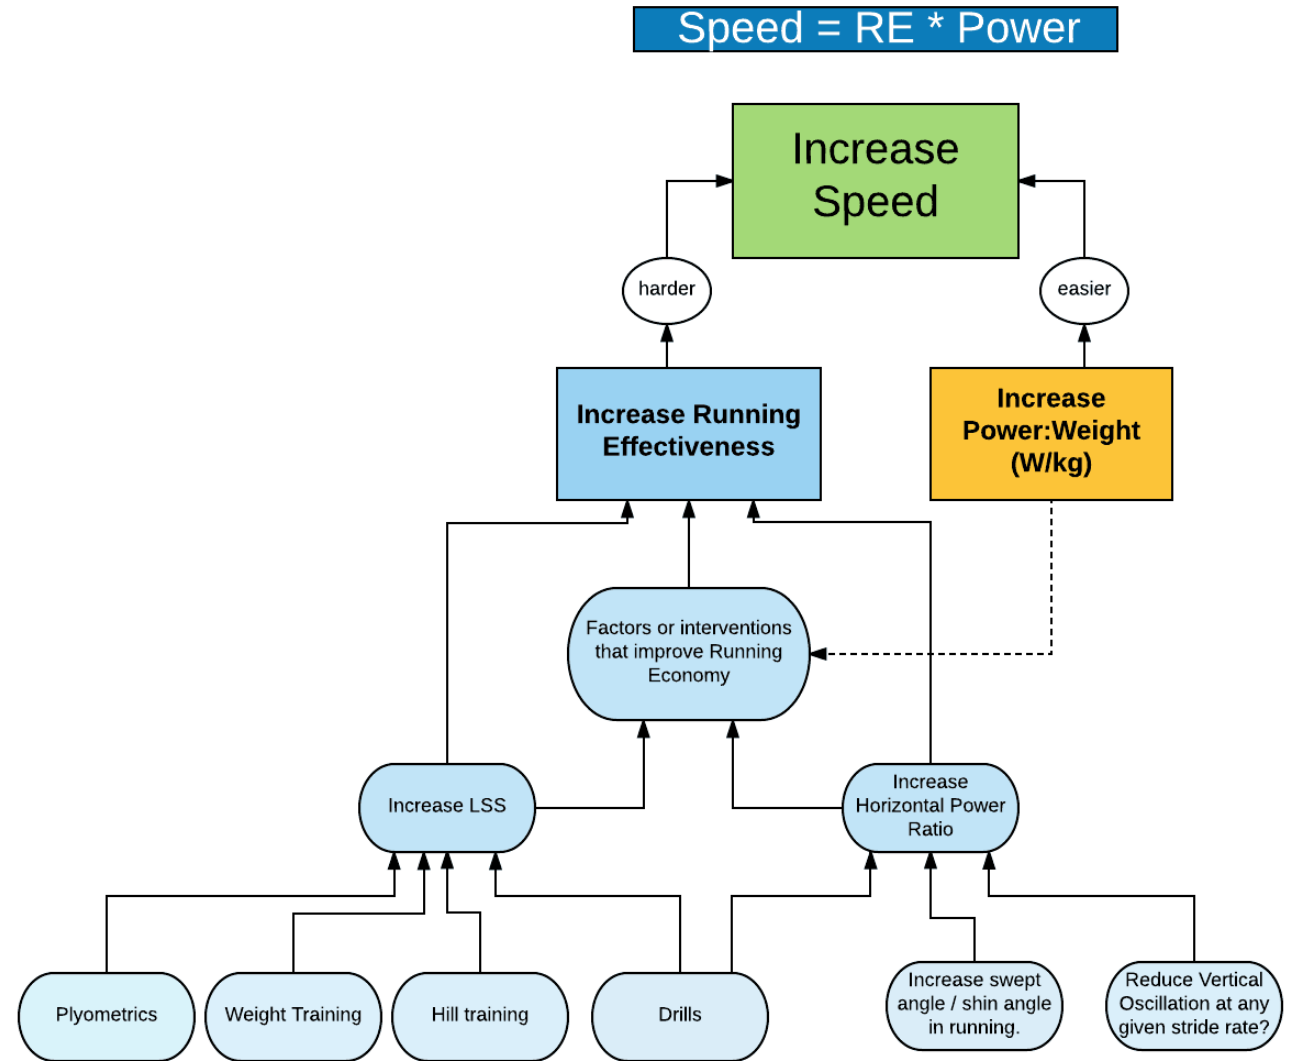 Speed = RE * Power
Increase
Speed
harder
easier
Increase Running
Effectiveness
Increase
Power:Weight
(W/kg)
Factors or interventions
that improve Running
Economy
Increase LSS
Increase
Horizontal Power
Ratio
Plyometrics
Weight Training
Hill training
Drills
Increase swept
angle / shin angle
in running.
Reduce Vertical
Oscillation at any
given stride rate?